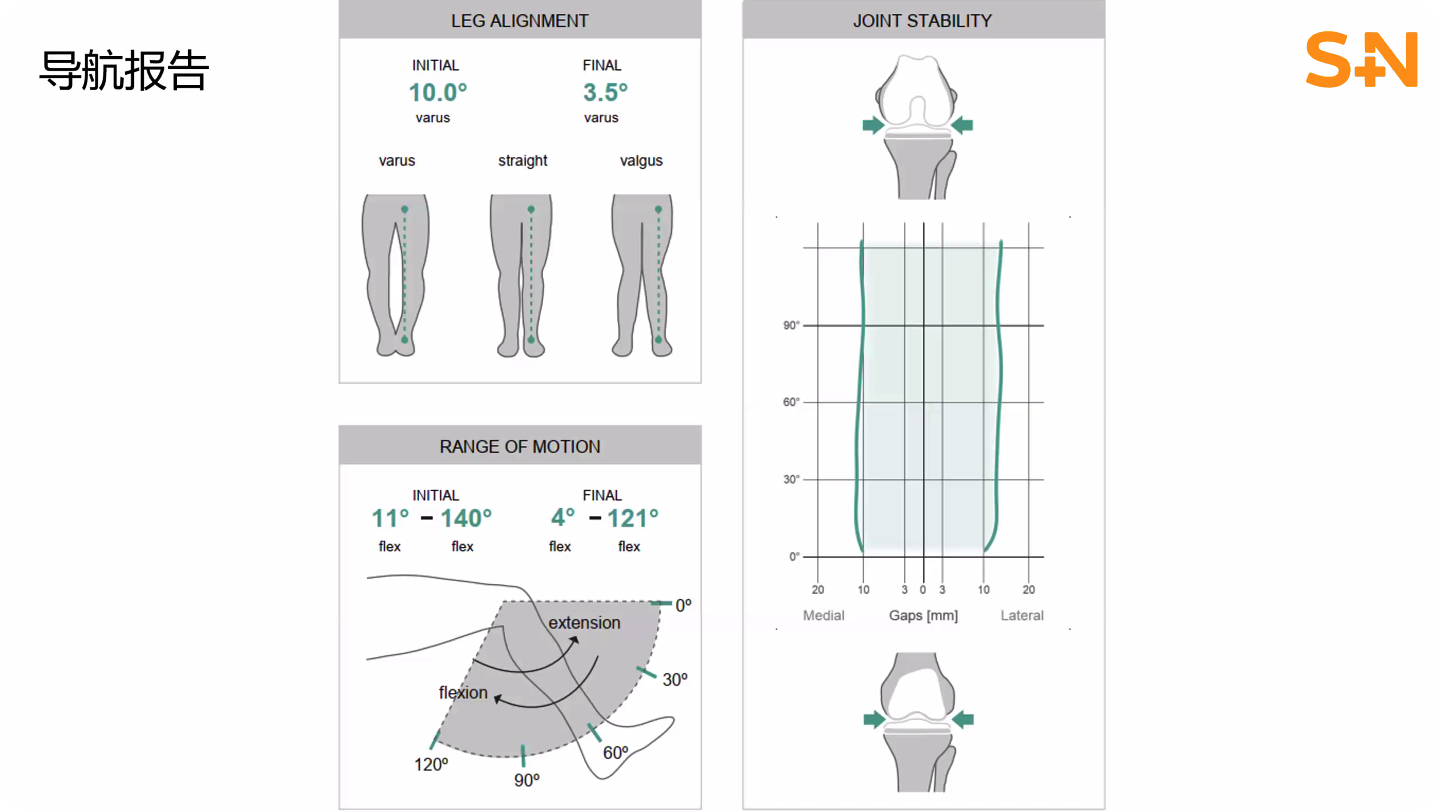 导航报告
S+N
LEG ALIGNMENT
INITIAL FINAL
10.0° 3.5°
varus varus
varus straight valgus
RANGE OF MOTION
INITIAL FINAL
11° – 140° 4° – 121°
flex flex flex flex
0º
extension
30º
flexion
60º
120º
90º
JOINT STABILITY
90°
60°
30°
0°
20 10 3 0 3 10 20
Medial Gaps [mm] Lateral